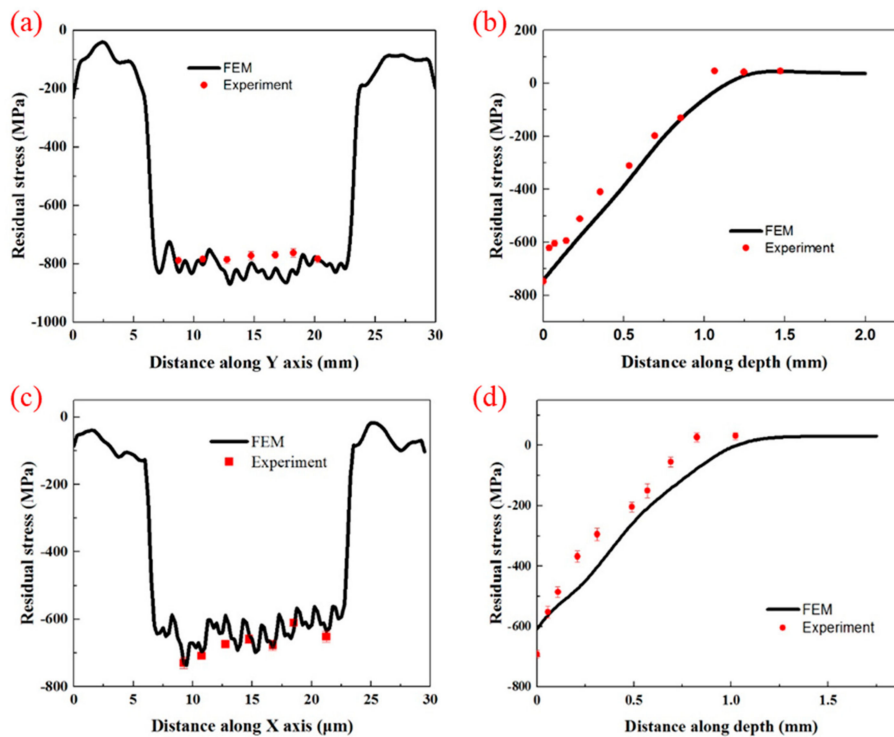 (a)
0
-200
-400
-600
-800
-1000
0 5 10 15 20 25 30
Residual stress (MPa)
Distance along Y axis (mm)
FEM
Experiment
(b)
200
0
-200
-400
-600
-800
0 0.5 1.0 1.5 2.0
Residual stress (MPa)
Distance along depth (mm)
FEM
Experiment
(c)
0
-200
-400
-600
-800
0 5 10 15 20 25 30
Residual stress (MPa)
Distance along X axis (μm)
FEM
Experiment
(d)
0
-200
-400
-600
-800
0 0.5 1.0 1.5
Residual stress (MPa)
Distance along depth (mm)
FEM
Experiment